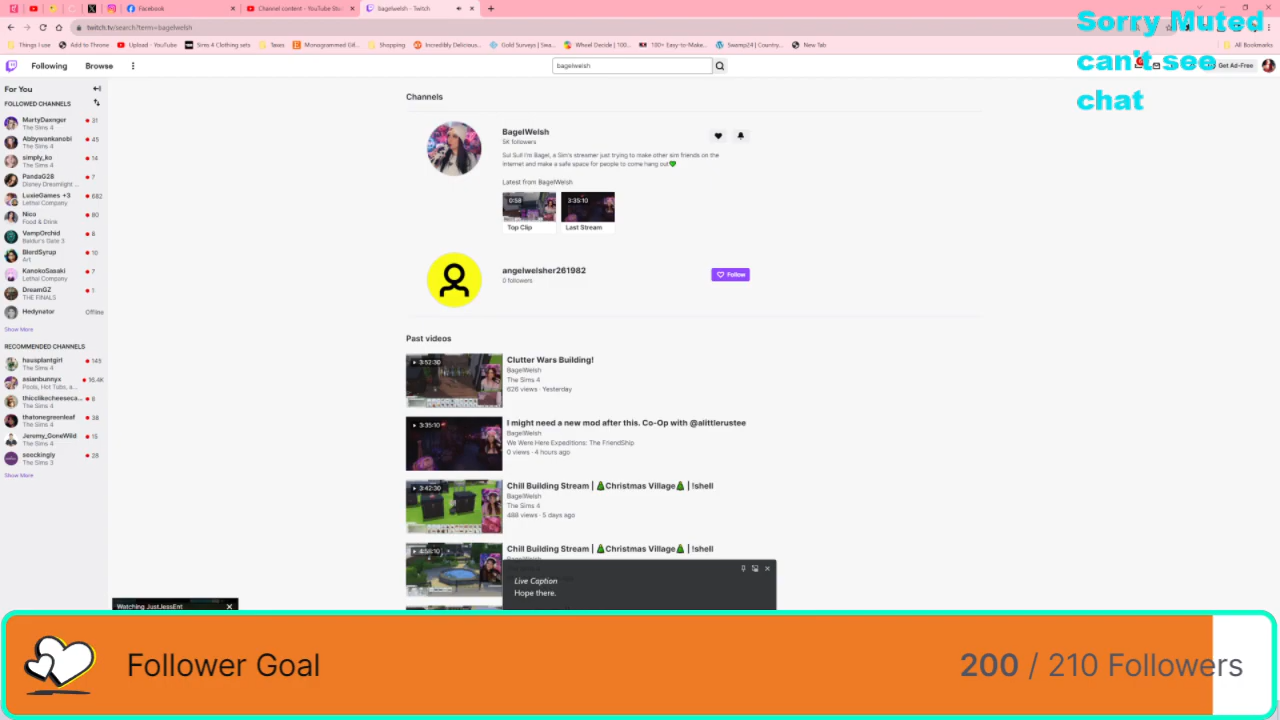 Facebook
Channel content - YouTube Stu
Bagelwelsh - Twitch
twitch.tv/search?term=bagelwelsh
Things I use
Add to Throne
Upload - YouTube
Sims 4 Clothing sets
Taxes
Monogrammed Gif...
Shopping
Incredibly Delicious...
Gold Surveys | Swa...
Wheel Decide | 100...
100+ Easy-to-Make...
Swamp24 | Country...
New Tab
All Bookmarks
Sorry Muted
can't see
chat
Following
Browse
bagelwelsh
Get Ad-Free
For You
FOLLOWED CHANNELS
MartyDaenger
31
The Sims 4
Abbywankanobi
45
The Sims 4
simply_ko
14
The Sims 4
PandaG28
7
Disney Dreamlight ...
LuxieGames +3
682
Lethal Company
Nico
80
Food & Drink
VampOrchid
8
Baldur's Gate 3
BlerdSyrup
10
Art
KanokoSasaki
7
Lethal Company
DreamGZ
1
THE FINALS
Hedynator
Offline
Show More
RECOMMENDED CHANNELS
hausplantgirl
145
The Sims 4
asianbunnyx
16.4K
Pools, Hot Tubs, a...
thicclikecheeseca...
6
The Sims 4
thatonegreenleaf
38
The Sims 4
Jeremy_GoneWild
15
The Sims 4
seockingly
28
The Sims 3
Show More
Channels
BagelWelsh
5K followers
Sul Sul! I'm Bagel, a Sim's streamer just trying to make other sim friends on the
internet and make a safe space for people to come hang out💚
Latest from BagelWelsh
0:58
3:35:10
Top Clip
Last Stream
angelwelsher261982
0 followers
Follow
Past videos
3:52:30
Clutter Wars Building!
BagelWelsh
The Sims 4
626 views · Yesterday
3:35:10
I might need a new mod after this. Co-Op with @alittlerustee
BagelWelsh
We Were Here Expeditions: The FriendShip
0 views · 4 hours ago
3:42:30
Chill Building Stream | 🎄Christmas Village🎄 | !shell
BagelWelsh
The Sims 4
488 views · 5 days ago
Chill Building Stream | 🎄Christmas Village🎄 | !shell
Live Caption
Hope there.
Watching JustJessEnt
Follower Goal
200 / 210 Followers